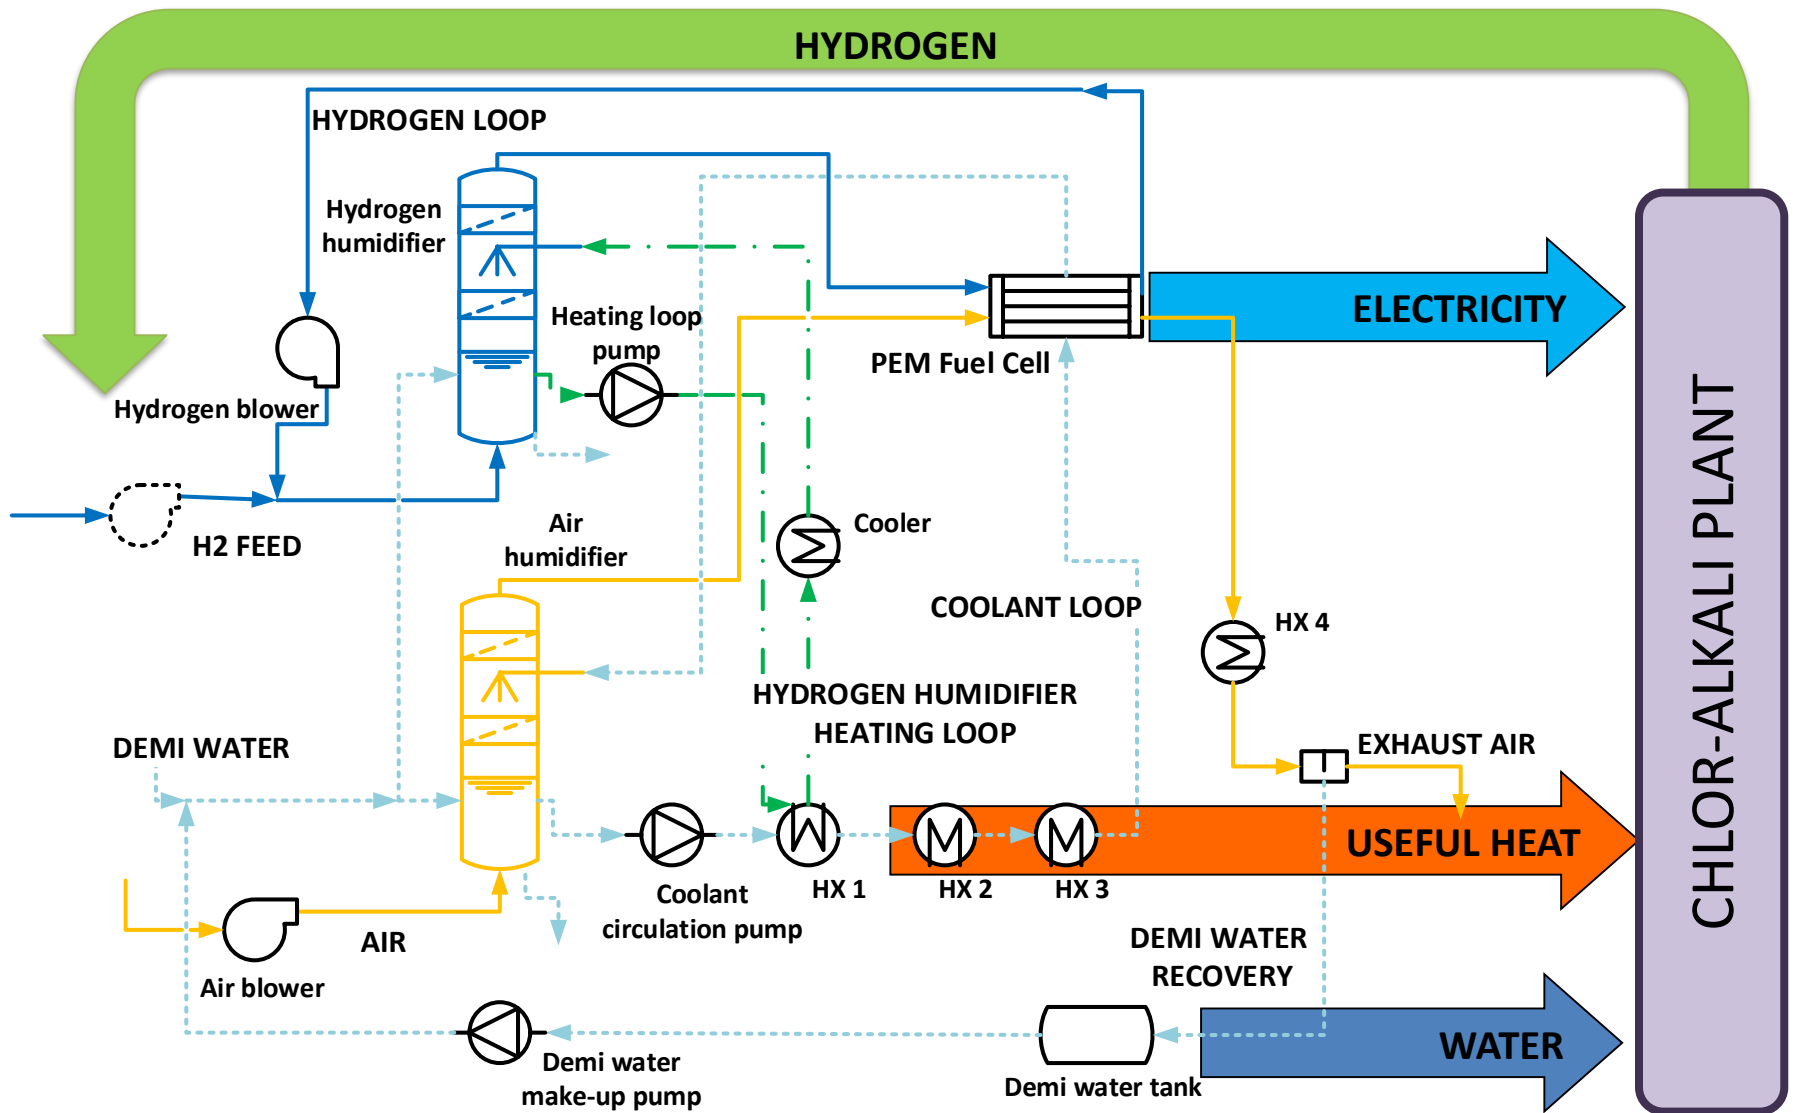 HYDROGEN
HYDROGEN LOOP
Hydrogen
humidifier
Heating loop
pump
ELECTRICITY
PEM Fuel Cell
Hydrogen blower
H2 FEED
Air
humidifier
Cooler
COOLANT LOOP
HX 4
HYDROGEN HUMIDIFIER
HEATING LOOP
DEMI WATER
EXHAUST AIR
USEFUL HEAT
HX 1
HX 2
HX 3
Coolant
circulation pump
AIR
Air blower
DEMI WATER
RECOVERY
WATER
Demi water
make-up pump
Demi water tank
CHLOR-ALKALI PLANT